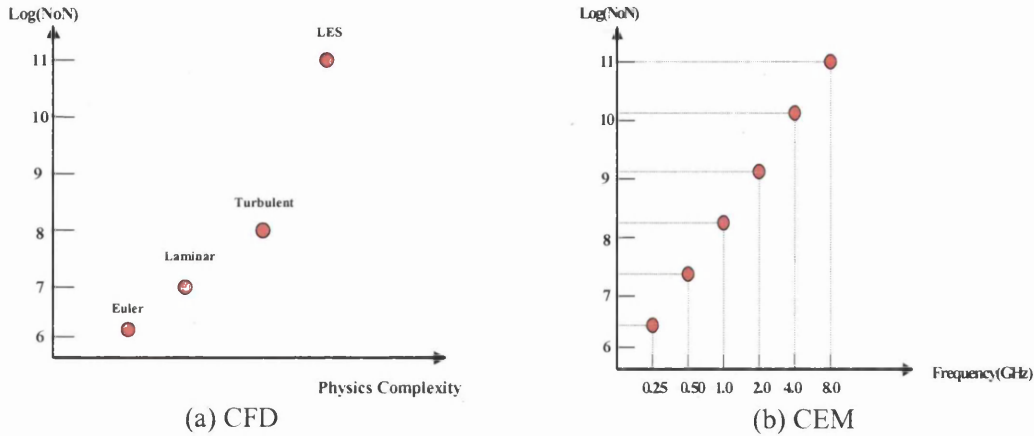 Log(NoN)
LES
11
10
9
Turbulent
8
Laminar
7
Euler
6
Physics Complexity
(a) CFD
Log(NoN)
11
10
9
8
7
6
0.25 0.50 1.0 2.0 4.0 8.0
Frequency(GHz)
(b) CEM